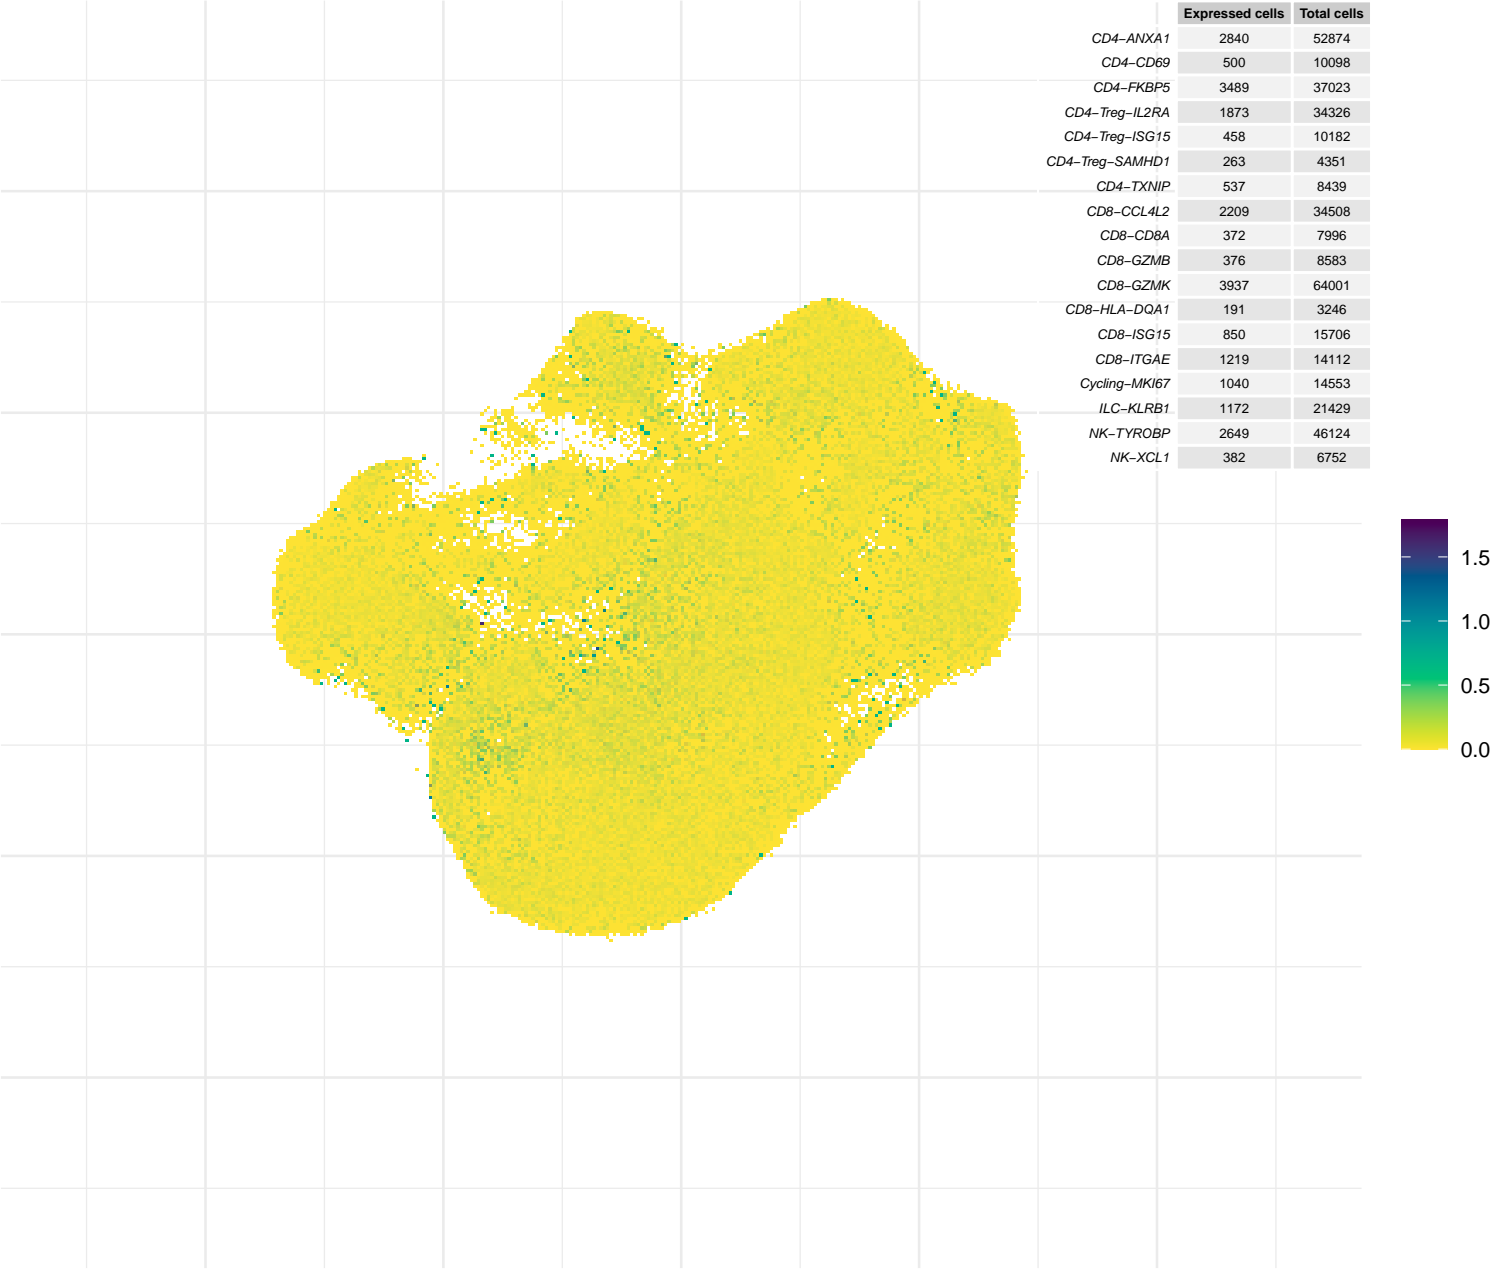 Expressed cells Total cells
CD4−ANXA1 2840 52874
CD4−CD69 500 10098
CD4−FKBP5 3489 37023
CD4−Treg−IL2RA 1873 34326
CD4−Treg−ISG15 458 10182
CD4−Treg−SAMHD1 263 4351
CD4−TXNIP 537 8439
CD8−CCL4L2 2209 34508
CD8−CD8A 372 7996
CD8−GZMB 376 8583
CD8−GZMK 3937 64001
CD8−HLA−DQA1 191 3246
CD8−ISG15 850 15706
CD8−ITGAE 1219 14112
Cycling−MKI67 1040 14553
ILC−KLRB1 1172 21429
NK−TYROBP 2649 46124
NK−XCL1 382 6752
1.5
1.0
0.5
0.0